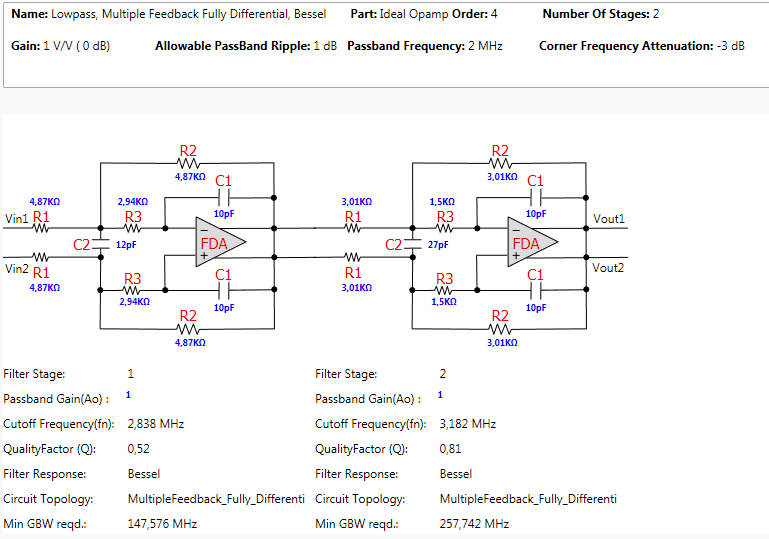 Name: Lowpass, Multiple Feedback Fully Differential, Bessel Part: Ideal Opamp Order: 4 Number Of Stages: 2
Gain: 1 V/V ( 0 dB) Allowable PassBand Ripple: 1 dB Passband Frequency: 2 MHz Corner Frequency Attenuation: -3 dB
R2 R2
4,87KΩ C1 3,01KΩ C1
4,87KΩ 2,94KΩ 3,01KΩ 1,5KΩ
Vin1 R1 R3 10pF R1 R3 10pF Vout1
C2 12pF FDA C2 27pF FDA
Vin2 R1 R3 C1 R1 R3 C1 Vout2
4,87KΩ 2,94KΩ 3,01KΩ 1,5KΩ
10pF 10pF
R2 R2
4,87KΩ 3,01KΩ
Filter Stage: 1 Filter Stage: 2
Passband Gain(Ao) : 1 Passband Gain(Ao) : 1
Cutoff Frequency(fn): 2,838 MHz Cutoff Frequency(fn): 3,182 MHz
QualityFactor (Q): 0,52 QualityFactor (Q): 0,81
Filter Response: Bessel Filter Response: Bessel
Circuit Topology: MultipleFeedback_Fully_Differenti Circuit Topology: MultipleFeedback_Fully_Differenti
Min GBW reqd.: 147,576 MHz Min GBW reqd.: 257,742 MHz